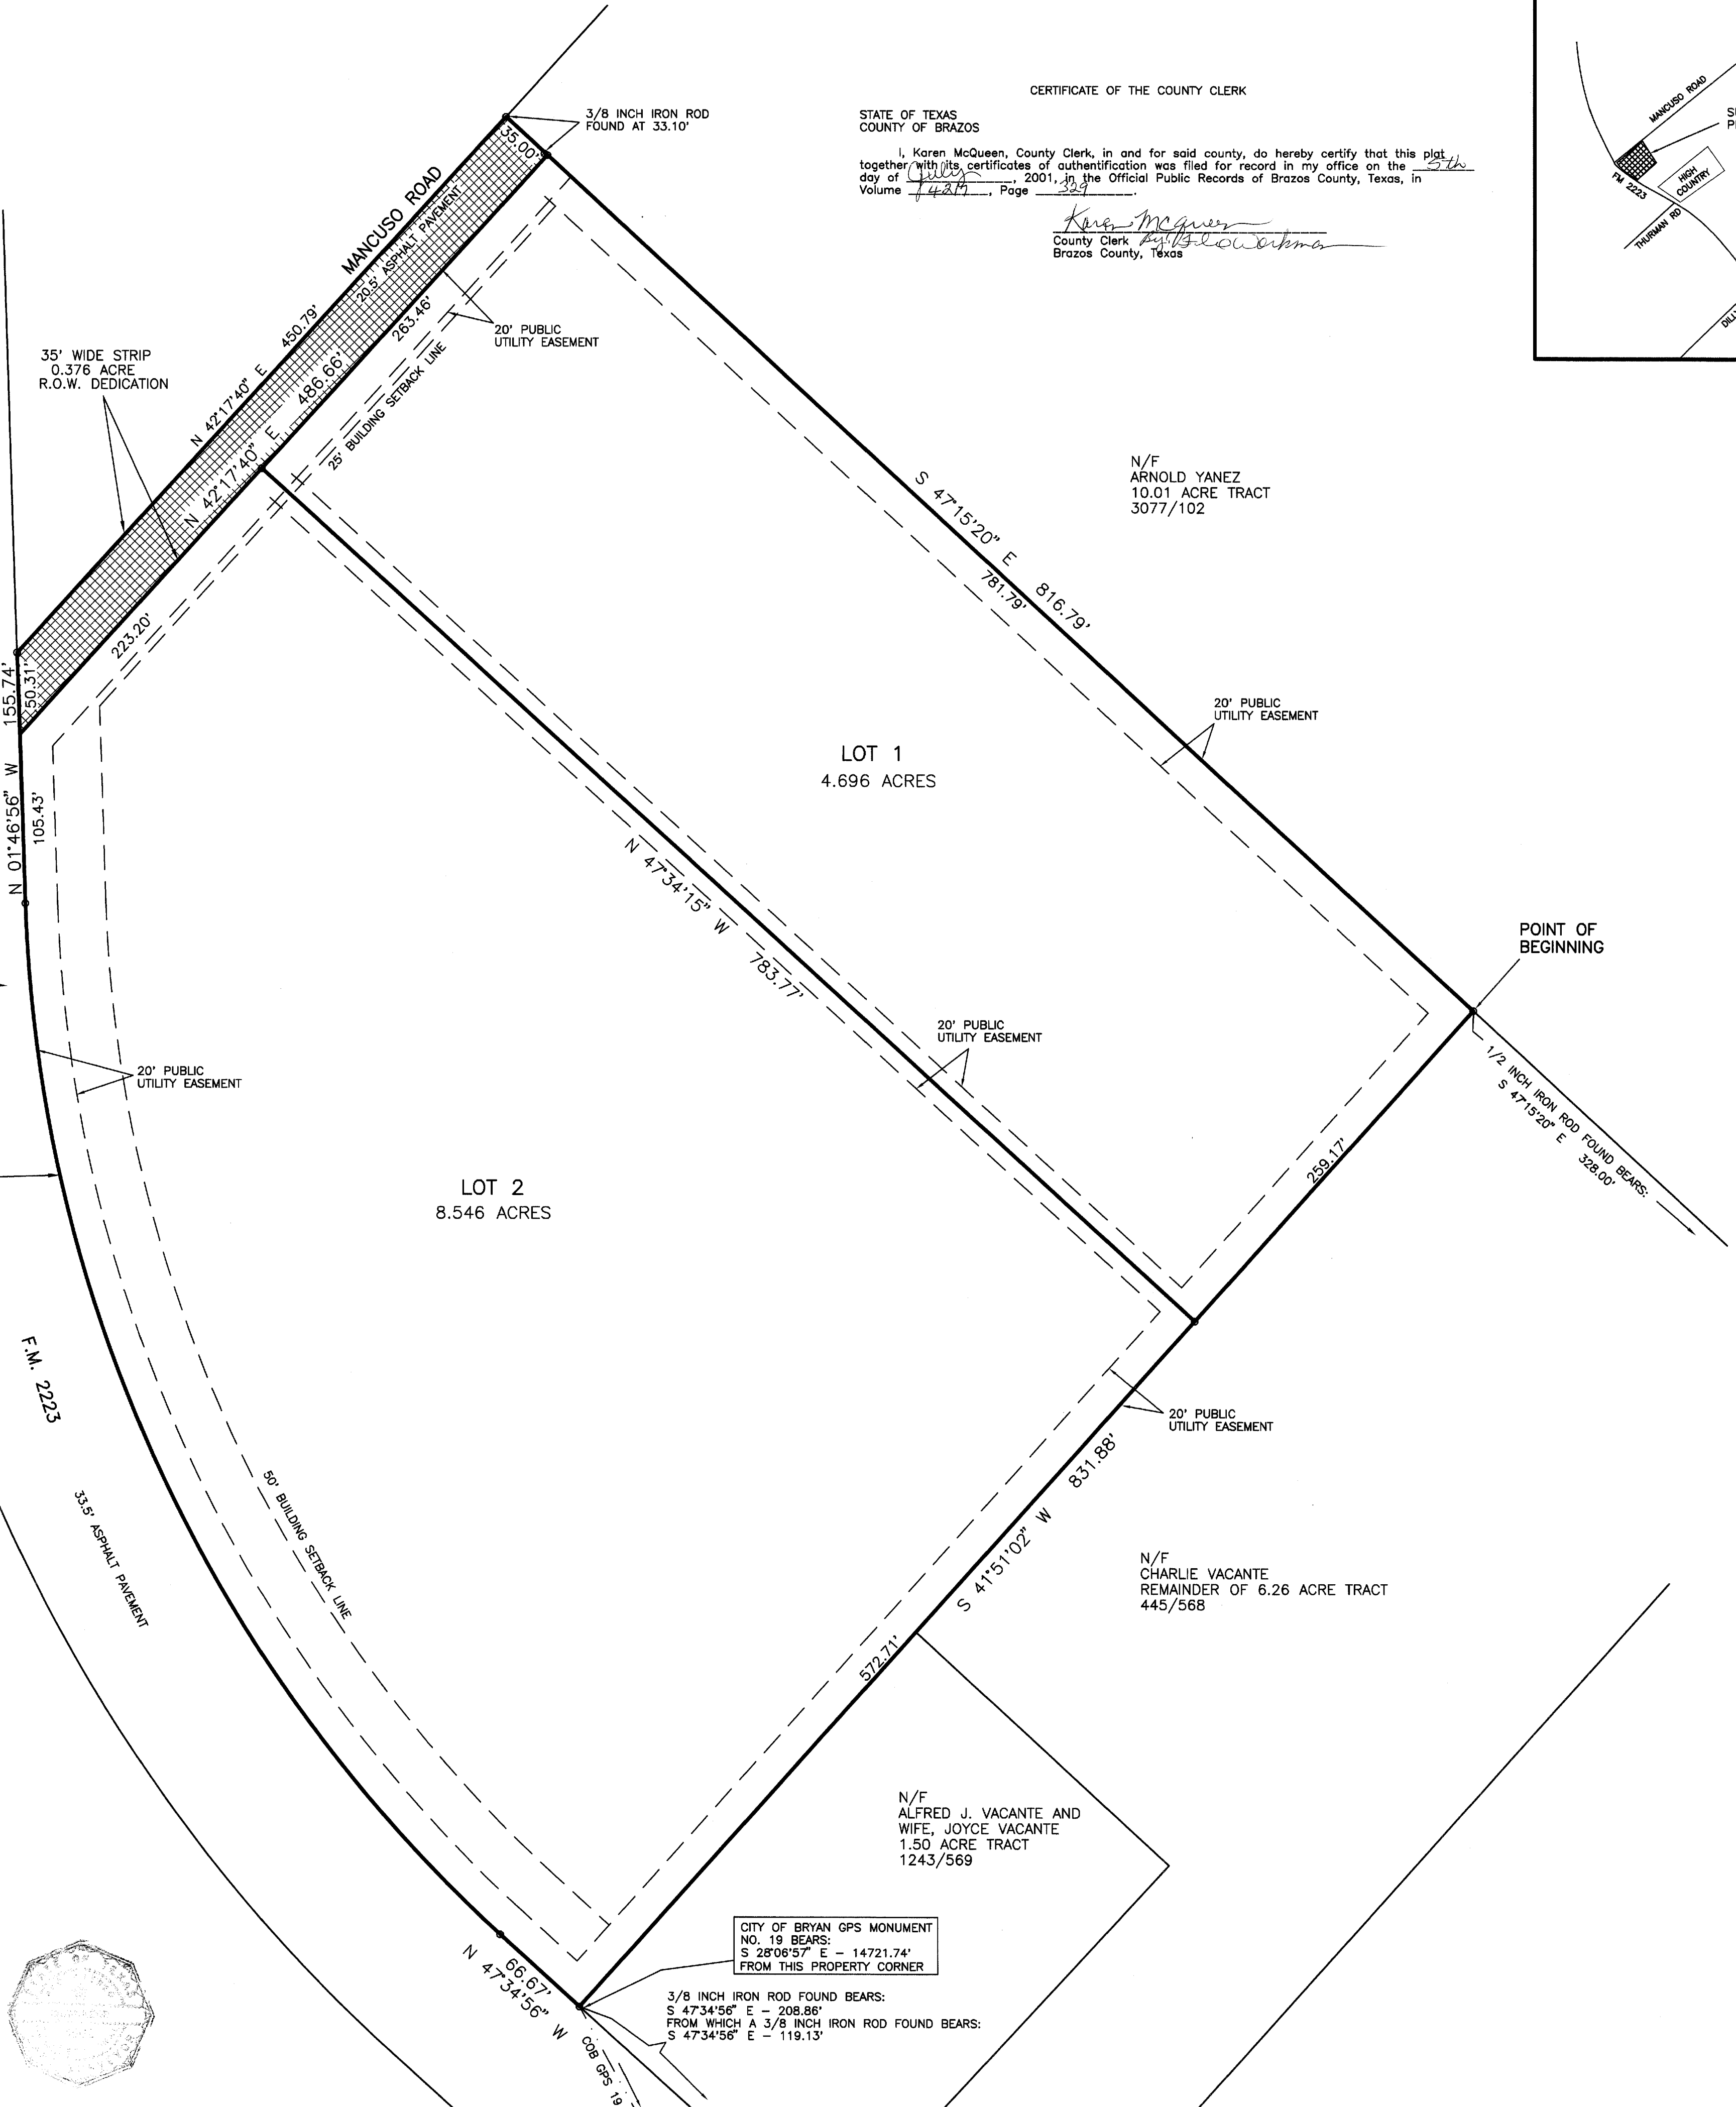 CERTIFICATE OF THE COUNTY CLERK
STATE OF TEXAS
COUNTY OF BRAZOS
I, Karen McQueen, County Clerk, in and for said county, do hereby certify that this plat
together with its certificates of authentification was filed for record in my office on the 5th
day of July, 2001, in the Official Public Records of Brazos County, Texas, in
Volume , Page 329.
Karen McQueen
County Clerk By:
Brazos County, Texas
MANCUSO ROAD
FM 2223
HIGH
COUNTRY
THURMAN RD
3/8 INCH IRON ROD
FOUND AT 33.10'
35.00'
MANCUSO ROAD
20.5' ASPHALT PAVEMENT
N 42°17'40" E 450.79'
N 42°17'40" E 486.66'
263.46'
223.20'
35' WIDE STRIP
0.376 ACRE
R.O.W. DEDICATION
20' PUBLIC
UTILITY EASEMENT
25' BUILDING SETBACK LINE
N/F
ARNOLD YANEZ
10.01 ACRE TRACT
3077/102
S 47°15'20" E 816.79'
781.79'
20' PUBLIC
UTILITY EASEMENT
LOT 1
4.696 ACRES
N 01°46'56" W 155.74'
50.31'
105.43'
N 47°34'15" W 783.77'
20' PUBLIC
UTILITY EASEMENT
POINT OF
BEGINNING
1/2 INCH IRON ROD FOUND BEARS:
S 47°15'20" E 328.00'
259.17'
20' PUBLIC
UTILITY EASEMENT
LOT 2
8.546 ACRES
F.M. 2223
33.5' ASPHALT PAVEMENT
50' BUILDING SETBACK LINE
20' PUBLIC
UTILITY EASEMENT
S 41°51'02" W 831.88'
572.71'
N/F
CHARLIE VACANTE
REMAINDER OF 6.26 ACRE TRACT
445/568
N/F
ALFRED J. VACANTE AND
WIFE, JOYCE VACANTE
1.50 ACRE TRACT
1243/569
CITY OF BRYAN GPS MONUMENT
NO. 19 BEARS:
S 28°06'57" E - 14721.74'
FROM THIS PROPERTY CORNER
66.67'
N 47°34'56" W
3/8 INCH IRON ROD FOUND BEARS:
S 47°34'56" E - 208.86'
FROM WHICH A 3/8 INCH IRON ROD FOUND BEARS:
S 47°34'56" E - 119.13'
COB GPS 19